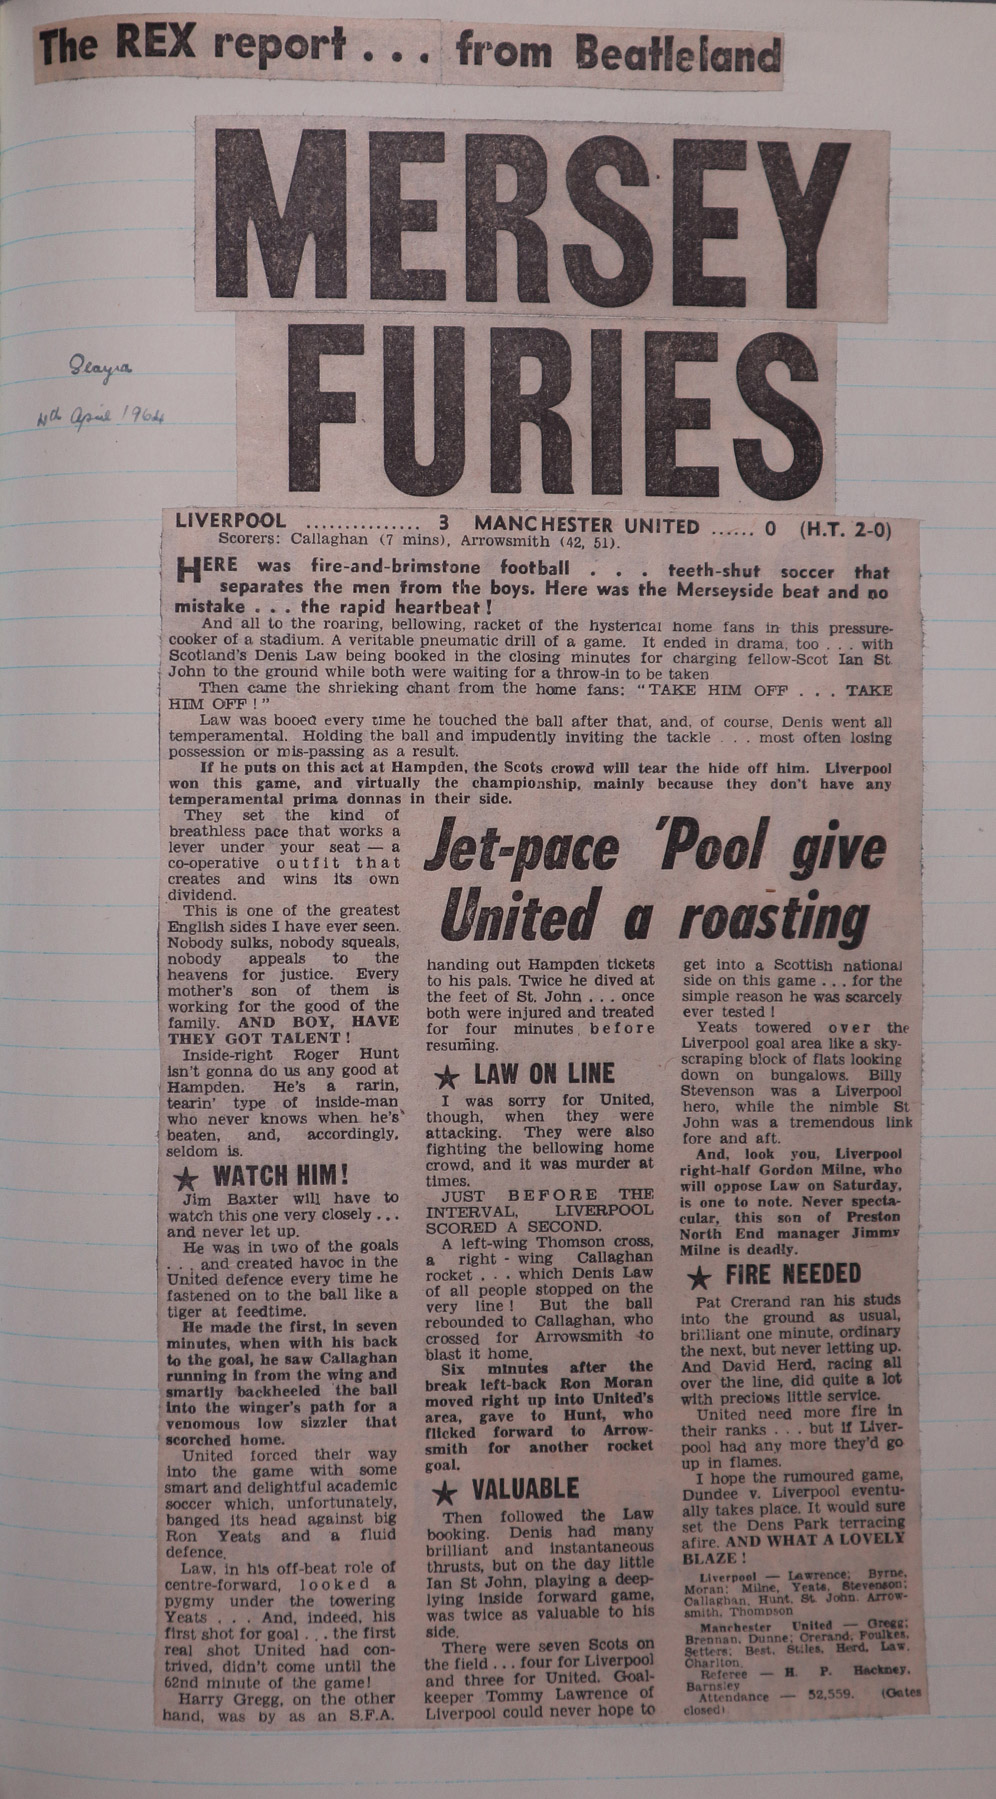 The REX report . . . from Beatleland
MERSEY
FURIES
4th April 1964
LIVERPOOL ............... 3 MANCHESTER UNITED ...... 0 (H.T. 2-0)
Scorers: Callaghan (7 mins), Arrowsmith (42, 51).
HERE was fire-and-brimstone football . . . teeth-shut soccer that
separates the men from the boys. Here was the Merseyside beat and no
mistake . . . the rapid heartbeat !
And all to the roaring, bellowing, racket of the hysterical home fans in this pressure-
cooker of a stadium. A veritable pneumatic drill of a game. It ended in drama, too . . . with
Scotland's Denis Law being booked in the closing minutes for charging fellow-Scot Ian St.
John to the ground while both were waiting for a throw-in to be taken
Then came the shrieking chant from the home fans: "TAKE HIM OFF . . . TAKE
HIM OFF ! "
Law was booed every time he touched the ball after that, and, of course, Denis went all
temperamental. Holding the ball and impudently inviting the tackle . . . most often losing
possession or mis-passing as a result.
If he puts on this act at Hampden, the Scots crowd will tear the hide off him. Liverpool
won this game, and virtually the championship, mainly because they don't have any
temperamental prima donnas in their side.
They set the kind of
breathless pace that works a
lever under your seat — a
co-operative outfit that
creates and wins its own
dividend.
This is one of the greatest
English sides I have ever seen.
Nobody sulks, nobody squeals,
nobody appeals to the
heavens for justice. Every
mother's son of them is
working for the good of the
family. AND BOY, HAVE
THEY GOT TALENT !
Inside-right Roger Hunt
isn't gonna do us any good at
Hampden. He's a rarin,
tearin' type of inside-man
who never knows when he's
beaten, and, accordingly,
seldom is.
★ WATCH HIM!
Jim Baxter will have to
watch this one very closely . . .
and never let up.
He was in two of the goals
. . . and created havoc in the
United defence every time he
fastened on to the ball like a
tiger at feedtime.
He made the first, in seven
minutes, when with his back
to the goal, he saw Callaghan
running in from the wing and
smartly backheeled the ball
into the winger's path for a
venomous low sizzler that
scorched home.
United forced their way
into the game with some
smart and delightful academic
soccer which, unfortunately,
banged its head against big
Ron Yeats and a fluid
defence.
Law, in his off-beat role of
centre-forward, looked a
pygmy under the towering
Yeats . . . And, indeed, his
first shot for goal . . . the first
real shot United had con-
trived, didn't come until the
62nd minute of the game!
Harry Gregg, on the other
hand, was by as an S.F.A.
Jet-pace 'Pool give
United a roasting
handing out Hampden tickets
to his pals. Twice he dived at
the feet of St. John . . . once
both were injured and treated
for four minutes before
resuming.
★ LAW ON LINE
I was sorry for United,
though, when they were
attacking. They were also
fighting the bellowing home
crowd, and it was murder at
times.
JUST BEFORE THE
INTERVAL, LIVERPOOL
SCORED A SECOND.
A left-wing Thomson cross,
a right - wing Callaghan
rocket . . . which Denis Law
of all people stopped on the
very line ! But the ball
rebounded to Callaghan, who
crossed for Arrowsmith to
blast it home.
Six minutes after the
break left-back Ron Moran
moved right up into United's
area, gave to Hunt, who
flicked forward to Arrow-
smith for another rocket
goal.
★ VALUABLE
Then followed the Law
booking. Denis had many
brilliant and instantaneous
thrusts, but on the day little
Ian St John, playing a deep-
lying inside forward game,
was twice as valuable to his
side.
There were seven Scots on
the field . . . four for Liverpool
and three for United. Goal-
keeper Tommy Lawrence of
Liverpool could never hope to
get into a Scottish national
side on this game . . . for the
simple reason he was scarcely
ever tested !
Yeats towered over the
Liverpool goal area like a sky-
scraping block of flats looking
down on bungalows. Billy
Stevenson was a Liverpool
hero, while the nimble St
John was a tremendous link
fore and aft.
And, look you, Liverpool
right-half Gordon Milne, who
will oppose Law on Saturday,
is one to note. Never specta-
cular, this son of Preston
North End manager Jimmy
Milne is deadly.
★ FIRE NEEDED
Pat Crerand ran his studs
into the ground as usual,
brilliant one minute, ordinary
the next, but never letting up.
And David Herd, racing all
over the line, did quite a lot
with precious little service.
United need more fire in
their ranks . . . but if Liver-
pool had any more they'd go
up in flames.
I hope the rumoured game,
Dundee v. Liverpool eventu-
ally takes place. It would sure
set the Dens Park terracing
afire. AND WHAT A LOVELY
BLAZE !
Liverpool — Lawrence; Byrne,
Moran; Milne, Yeats, Stevenson;
Callaghan, Hunt, St. John, Arrow-
smith, Thompson
Manchester United — Gregg;
Brennan, Dunne; Crerand, Foulkes,
Setters; Best, Stiles, Herd, Law,
Charlton.
Referee — H. P. Hackney,
Barnsley
Attendance — 52,559. (Gates
closed)